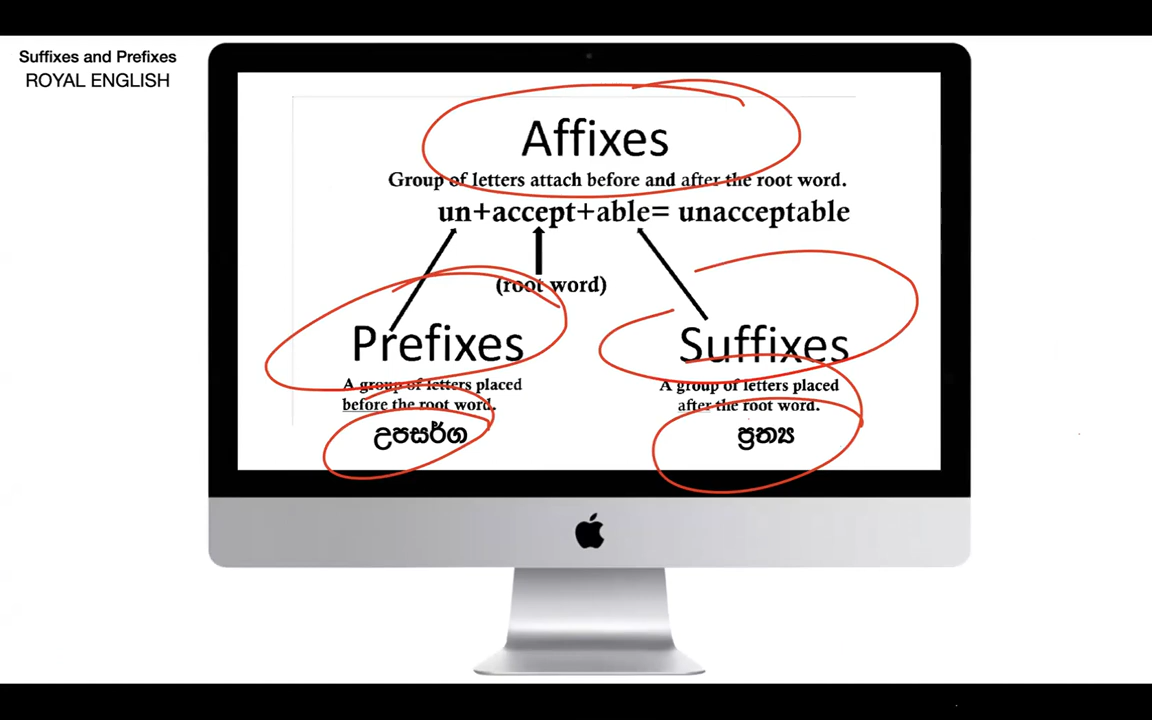 Suffixes and Prefixes
ROYAL ENGLISH
Affixes
Group of letters attach before and after the root word.
un+accept+able= unacceptable
(root word)
Prefixes
A group of letters placed
before the root word.
උපසර්ග
Suffixes
A group of letters placed
after the root word.
ප්‍රත්‍ය